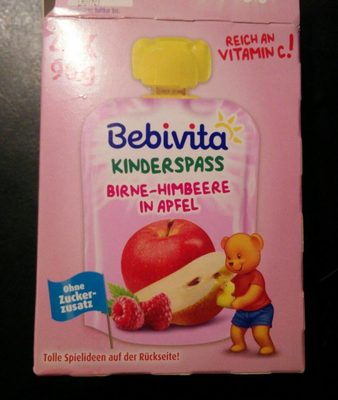 REICH AN
VITAMIN C!
Bebivita
KINDERSPASS
BIRNE-HIMBEERE
IN APFEL
Ohne
Zucker-
zusatz
Tolle Spielideen auf der Rückseite!